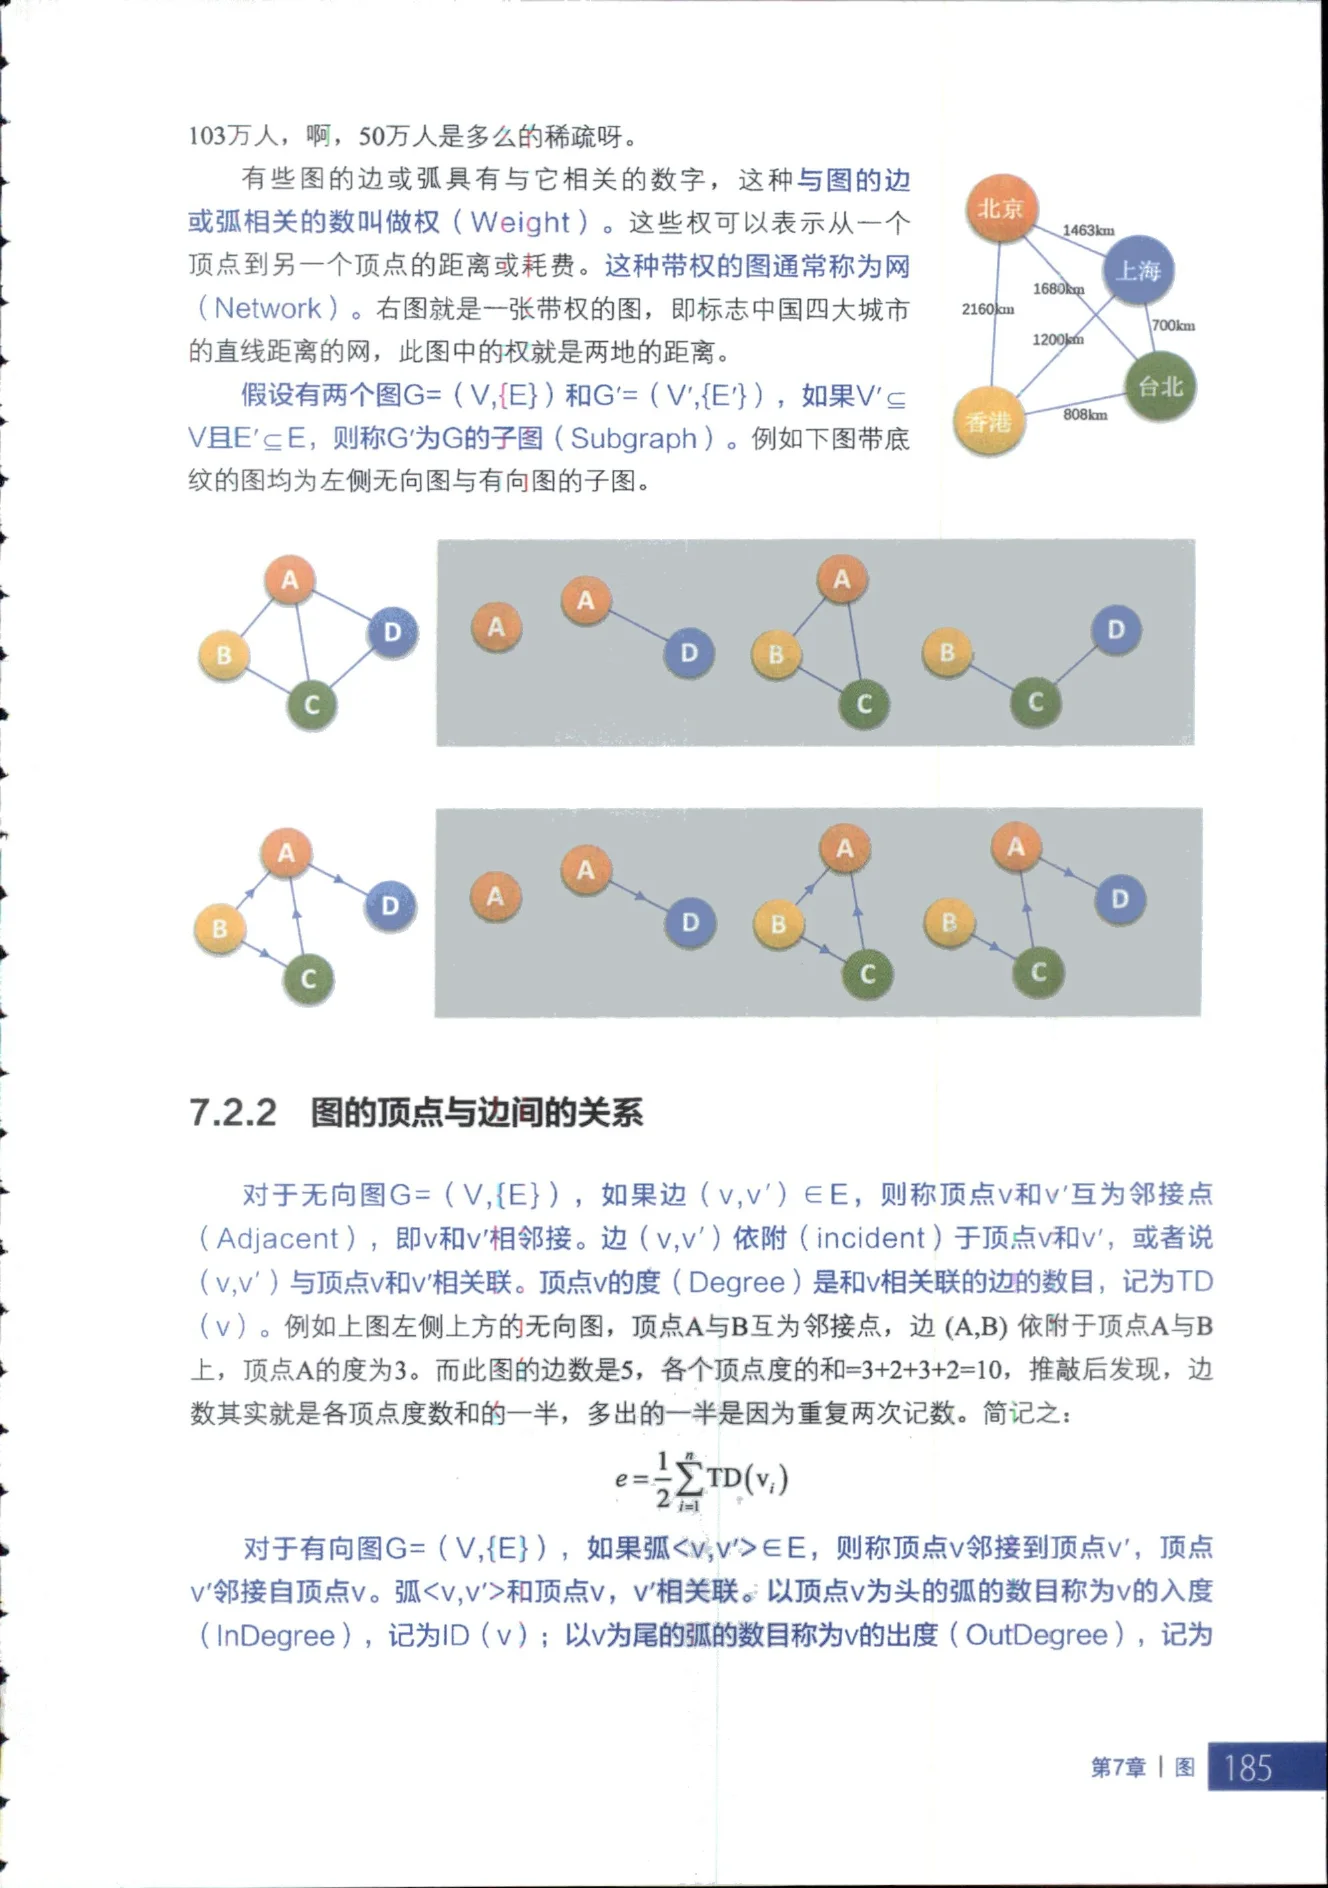 103万人，啊，50万人是多么的稀疏呀。
有些图的边或弧具有与它相关的数字，这种与图的边
或弧相关的数叫做权（Weight）。这些权可以表示从一个
顶点到另一个顶点的距离或耗费。这种带权的图通常称为网
（Network）。右图就是一张带权的图，即标志中国四大城市
的直线距离的网，此图中的权就是两地的距离。
假设有两个图G=（V,{E}）和G′=（V′,{E′}），如果V′⊆
V且E′⊆E，则称G′为G的子图（Subgraph）。例如下图带底
纹的图均为左侧无向图与有向图的子图。
北京
1463km
上海
1680km
2160km
700km
1200km
台北
808km
香港
A
D
B
C
A
A
D
A
B
C
D
B
C
A
D
B
C
A
A
D
A
B
C
A
D
B
C
7.2.2 图的顶点与边间的关系
对于无向图G=（V,{E}），如果边（v,v′）∈E，则称顶点v和v′互为邻接点
（Adjacent），即v和v′相邻接。边（v,v′）依附（incident）于顶点v和v′，或者说
（v,v′）与顶点v和v′相关联。顶点v的度（Degree）是和v相关联的边的数目，记为TD
（v）。例如上图左侧上方的无向图，顶点A与B互为邻接点，边 (A,B) 依附于顶点A与B
上，顶点A的度为3。而此图的边数是5，各个顶点度的和=3+2+3+2=10，推敲后发现，边
数其实就是各顶点度数和的一半，多出的一半是因为重复两次记数。简记之：
e = 1/2 ∑_{i=1}^{n} TD(v_i)
对于有向图G=（V,{E}），如果弧<v,v′>∈E，则称顶点v邻接到顶点v′，顶点
v′邻接自顶点v。弧<v,v′>和顶点v，v′相关联。以顶点v为头的弧的数目称为v的入度
（InDegree），记为ID（v）；以v为尾的弧的数目称为v的出度（OutDegree），记为
第7章 | 图 185